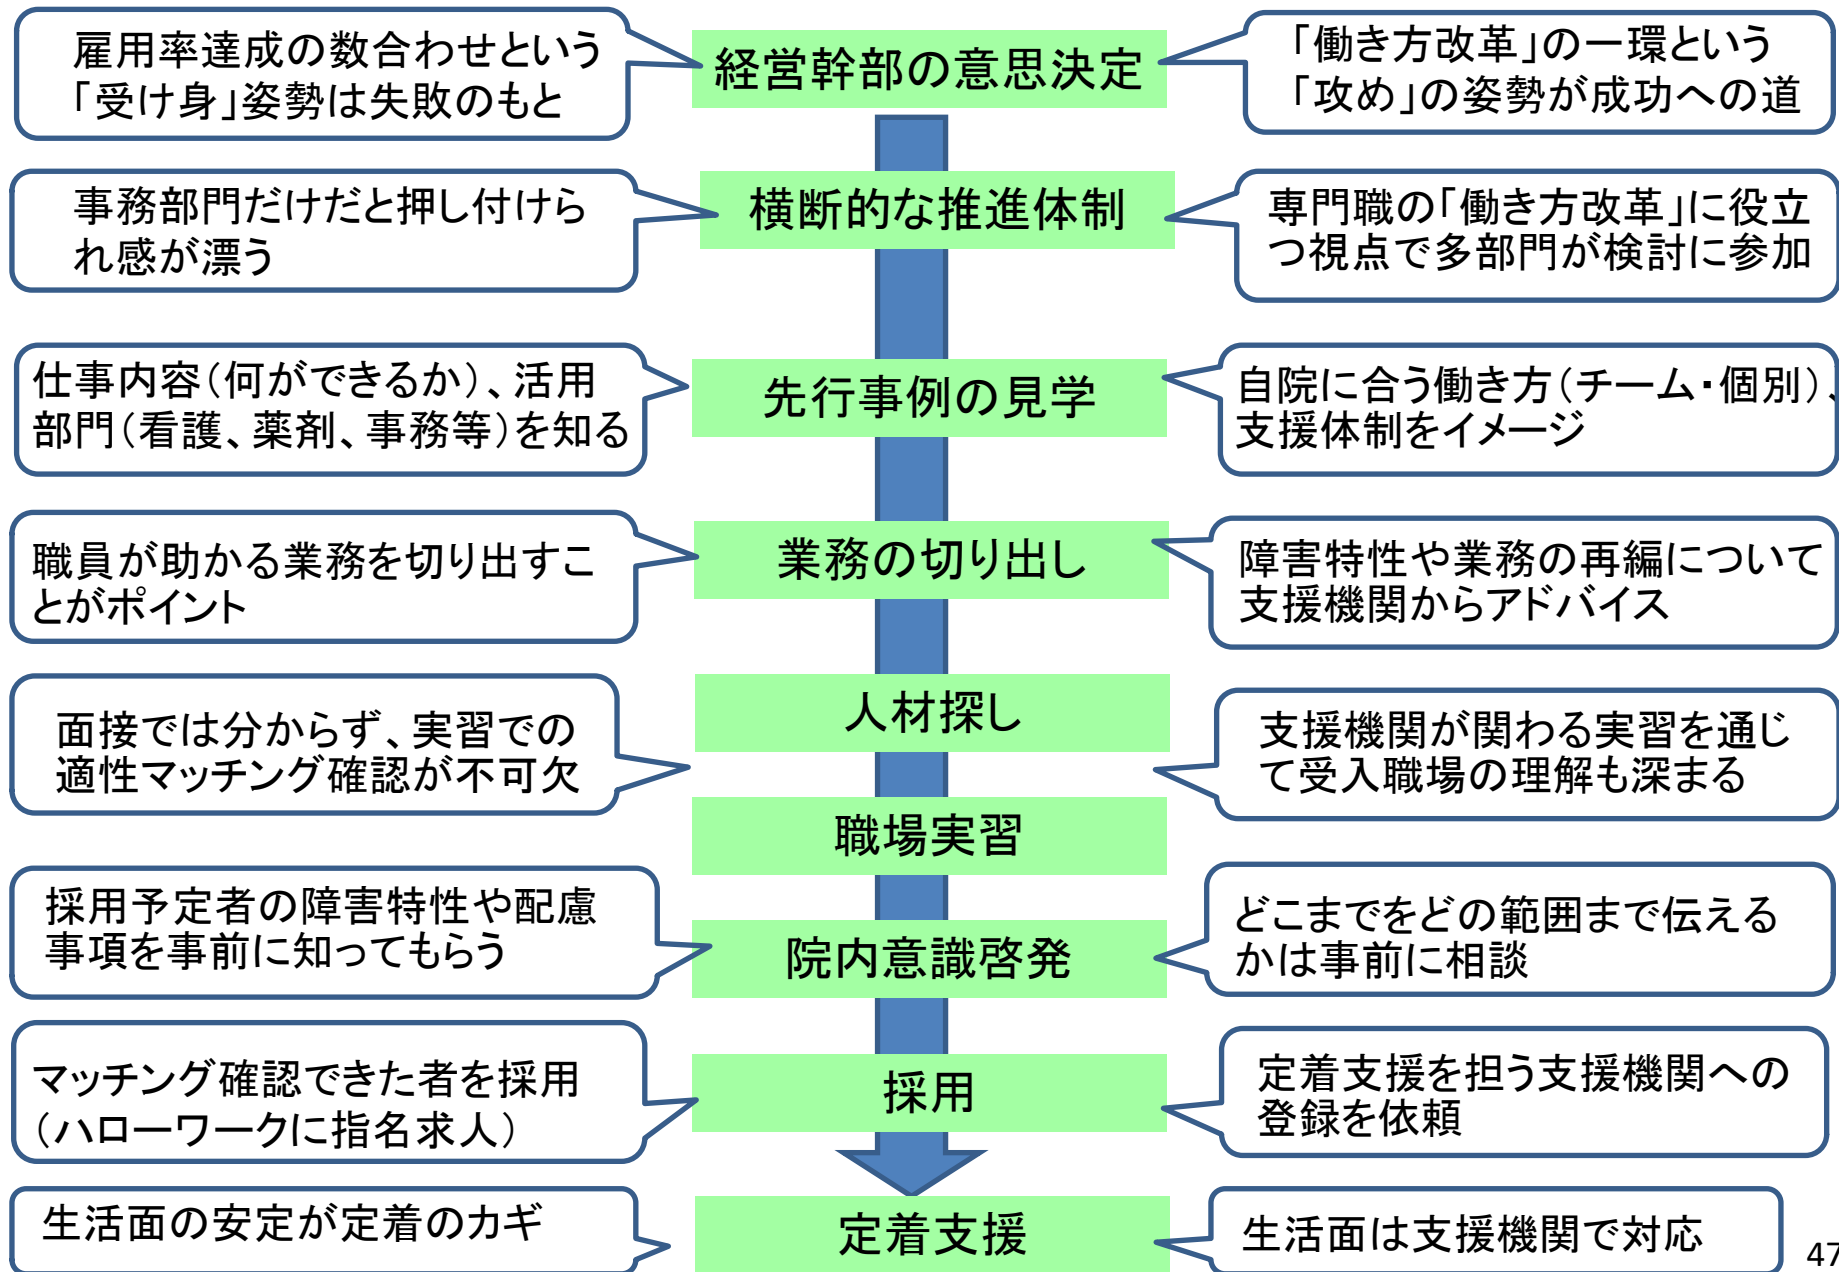 雇用率達成の数合わせという
「受け身」姿勢は失敗のもと
経営幹部の意思決定
「働き方改革」の一環という
「攻め」の姿勢が成功への道
事務部門だけだと押し付けら
れ感が漂う
横断的な推進体制
専門職の「働き方改革」に役立
つ視点で多部門が検討に参加
仕事内容（何ができるか）、活用
部門（看護、薬剤、事務等）を知る
先行事例の見学
自院に合う働き方（チーム・個別）、
支援体制をイメージ
職員が助かる業務を切り出すこ
とがポイント
業務の切り出し
障害特性や業務の再編について
支援機関からアドバイス
人材探し
面接では分からず、実習での
適性マッチング確認が不可欠
支援機関が関わる実習を通じ
て受入職場の理解も深まる
職場実習
採用予定者の障害特性や配慮
事項を事前に知ってもらう
院内意識啓発
どこまでをどの範囲まで伝える
かは事前に相談
マッチング確認できた者を採用
（ハローワークに指名求人）
採用
定着支援を担う支援機関への
登録を依頼
生活面の安定が定着のカギ
定着支援
生活面は支援機関で対応
47